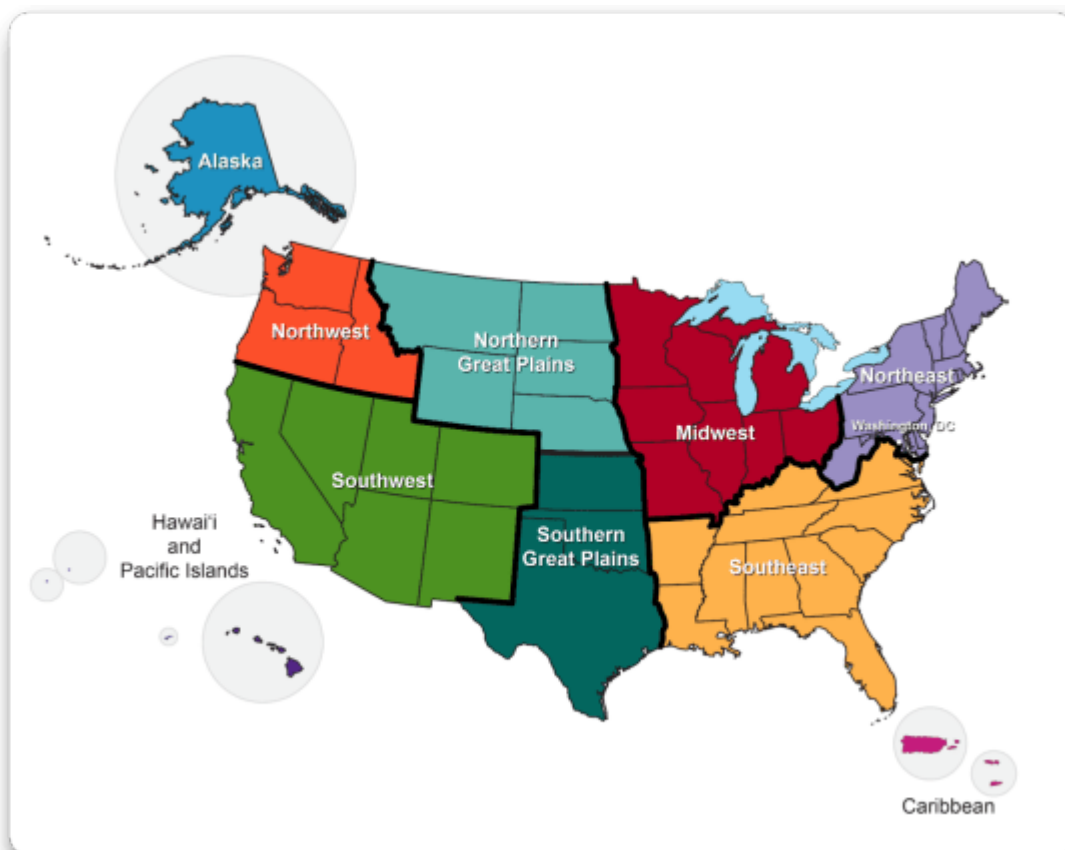 Alaska
Northwest
Northern
Great Plains
Northeast
Washington, DC
Midwest
Southwest
Hawai'i
and
Pacific Islands
Southern
Great Plains
Southeast
Caribbean